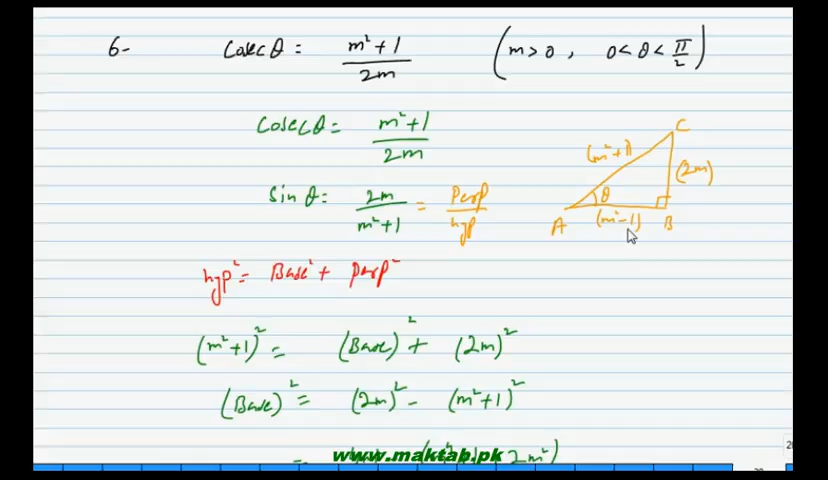 6- Cosec θ = m²+1 / 2m (m>0, 0<θ<π/2)
Cosec θ = m²+1 / 2m
C
(m²+1)
(2m)
θ
A (m²-1) B
Sin θ = 2m / m²+1 = Perp / hyp
hyp² = Base² + Perp²
(m²+1)² = (Base)² + (2m)²
(Base)² = (2m)² - (m²+1)²
www.maktab.pk